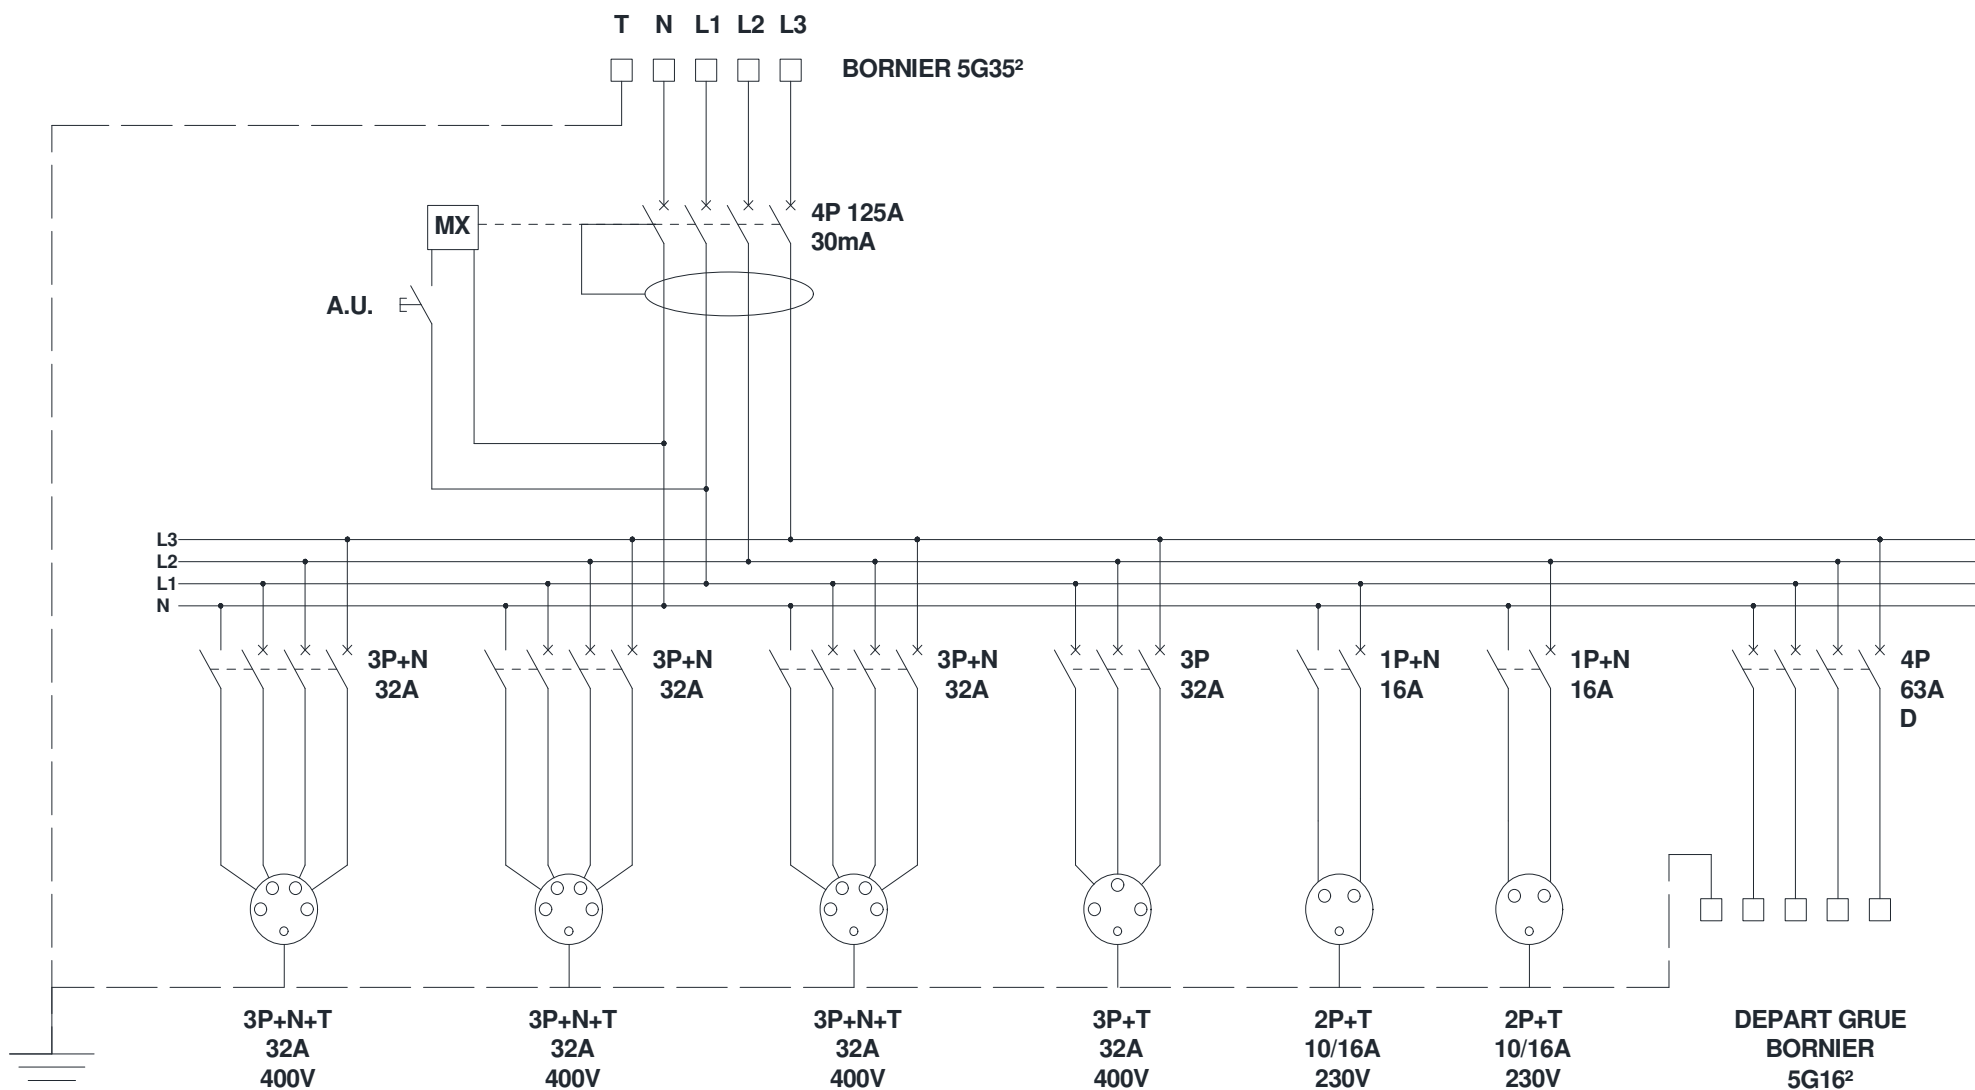 T N L1 L2 L3
BORNIER 5G35²
4P 125A
30mA
MX
A.U.
L3
L2
L1
N
3P+N
32A
3P+N
32A
3P+N
32A
3P
32A
1P+N
16A
1P+N
16A
4P
63A
D
3P+N+T
32A
400V
3P+N+T
32A
400V
3P+N+T
32A
400V
3P+T
32A
400V
2P+T
10/16A
230V
2P+T
10/16A
230V
DEPART GRUE
BORNIER
5G16²